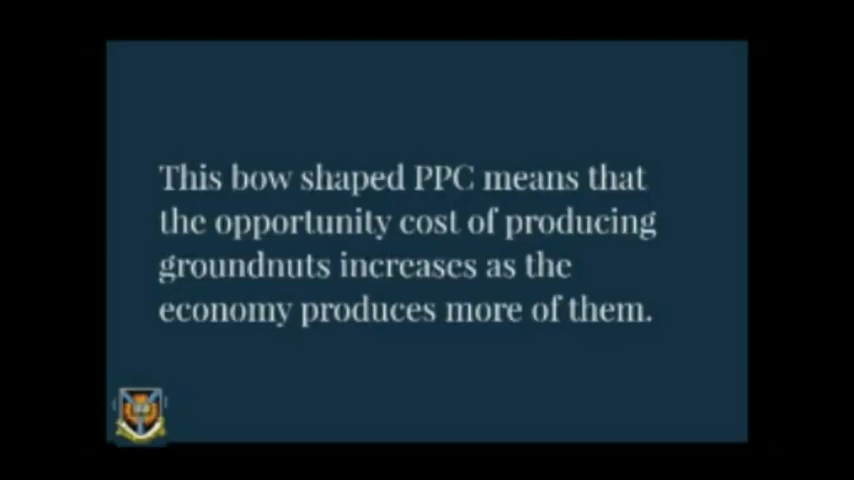 This bow shaped PPC means that
the opportunity cost of producing
groundnuts increases as the
economy produces more of them.